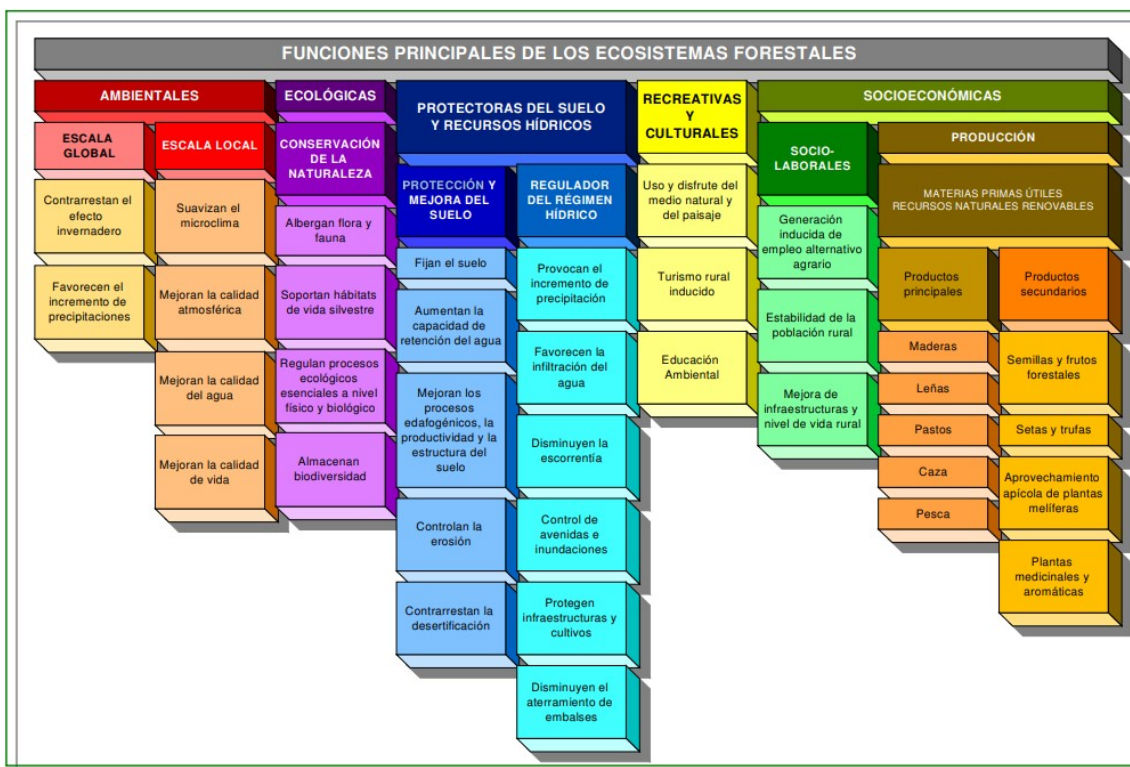 FUNCIONES PRINCIPALES DE LOS ECOSISTEMAS FORESTALES
AMBIENTALES
ESCALA
GLOBAL
Contrarrestan el
efecto
invernadero
Favorecen el
incremento de
precipitaciones
ESCALA LOCAL
Suavizan el
microclima
Mejoran la calidad
atmosférica
Mejoran la calidad
del agua
Mejoran la calidad
de vida
ECOLÓGICAS
CONSERVACIÓN
DE LA
NATURALEZA
Albergan flora y
fauna
Soportan hábitats
de vida silvestre
Regulan procesos
ecológicos
esenciales a nivel
físico y biológico
Almacenan
biodiversidad
PROTECTORAS DEL SUELO
Y RECURSOS HÍDRICOS
PROTECCIÓN Y
MEJORA DEL
SUELO
Fijan el suelo
Aumentan la
capacidad de
retención del agua
Mejoran los
procesos
edafogénicos, la
productividad y la
estructura del
suelo
Controlan la
erosión
Contrarrestan la
desertificación
REGULADOR
DEL RÉGIMEN
HÍDRICO
Provocan el
incremento de
precipitación
Favorecen la
infiltración del
agua
Disminuyen la
escorrentía
Control de
avenidas e
inundaciones
Protegen
infraestructuras y
cultivos
Disminuyen el
aterramiento de
embalses
RECREATIVAS
Y
CULTURALES
Uso y disfrute del
medio natural y
del paisaje
Turismo rural
inducido
Educación
Ambiental
SOCIOECONÓMICAS
SOCIO-
LABORALES
Generación
inducida de
empleo alternativo
agrario
Estabilidad de la
población rural
Mejora de
infraestructuras y
nivel de vida rural
PRODUCCIÓN
MATERIAS PRIMAS ÚTILES
RECURSOS NATURALES RENOVABLES
Productos
principales
Maderas
Leñas
Pastos
Caza
Pesca
Productos
secundarios
Semillas y frutos
forestales
Setas y trufas
Aprovechamiento
apícola de plantas
melíferas
Plantas
medicinales y
aromáticas